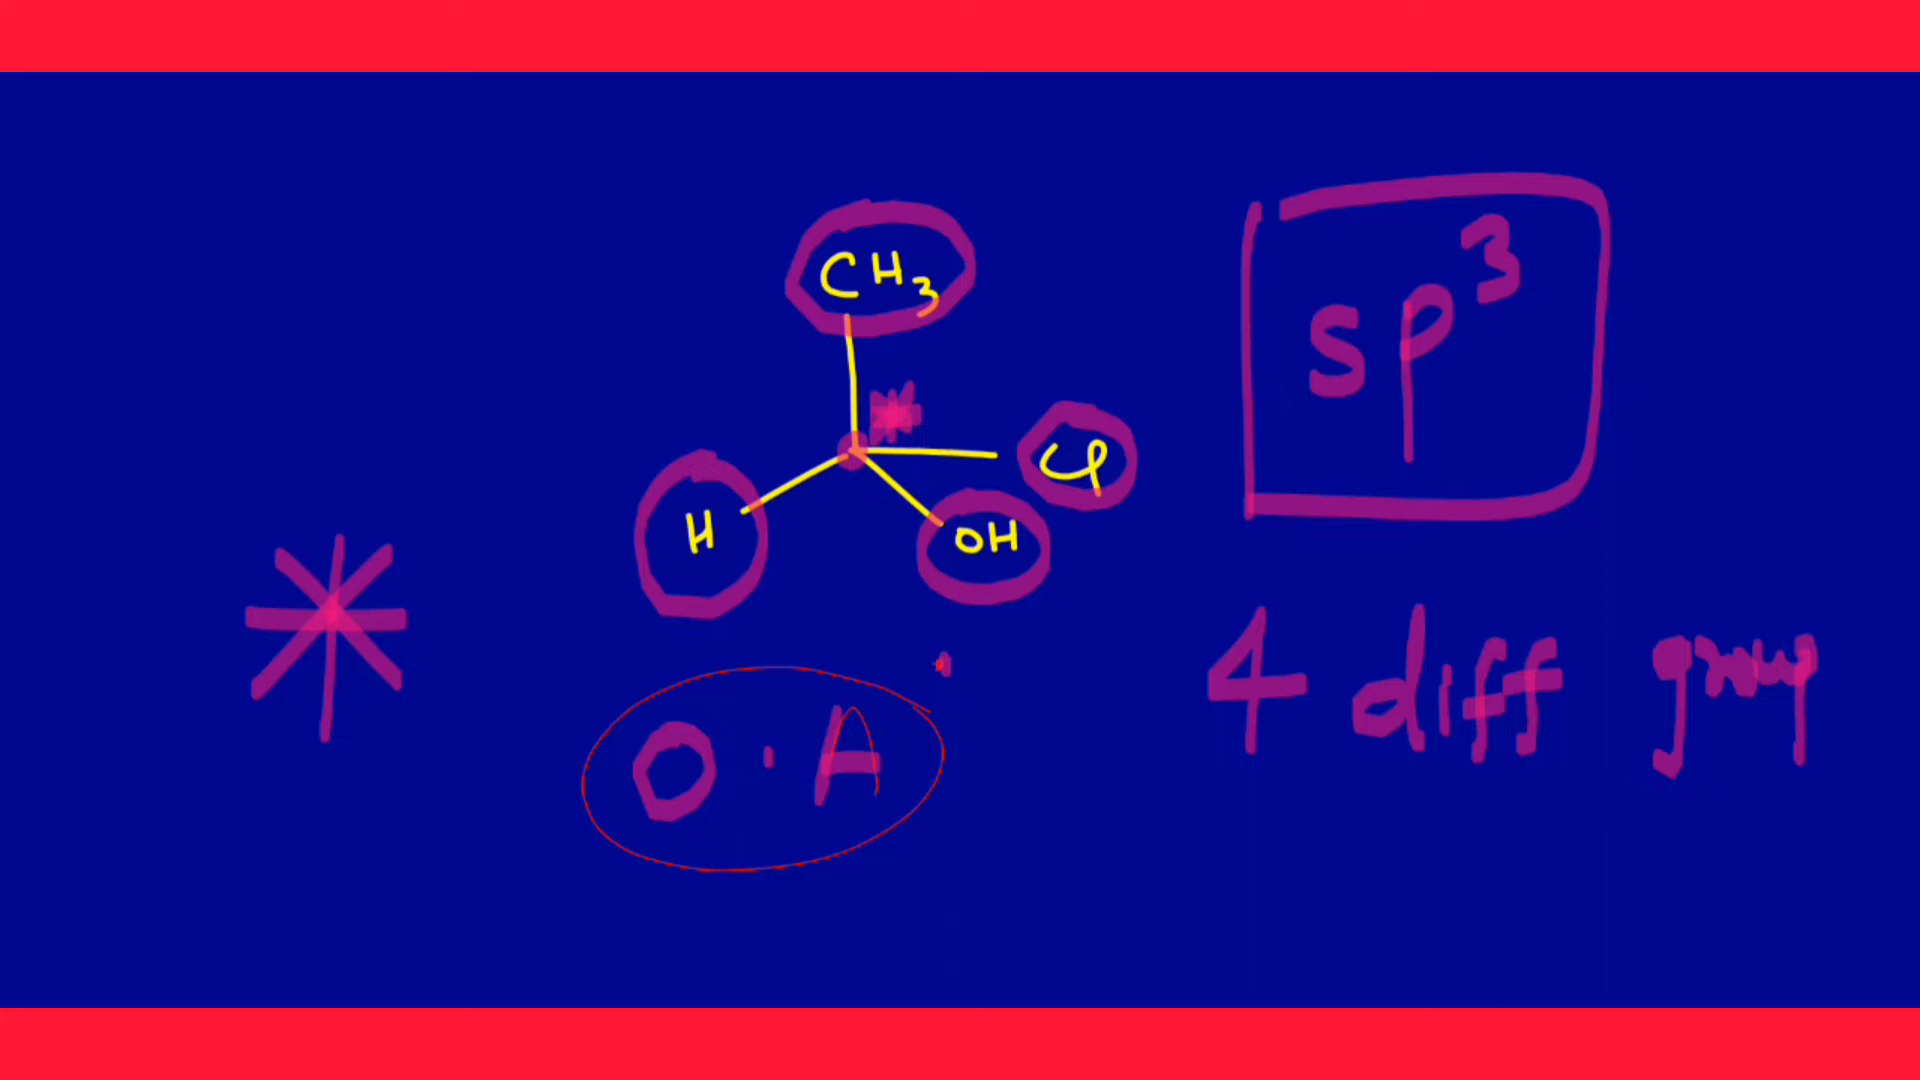 CH3
sp³
Cl
H
OH
*
4 diff group
O.A